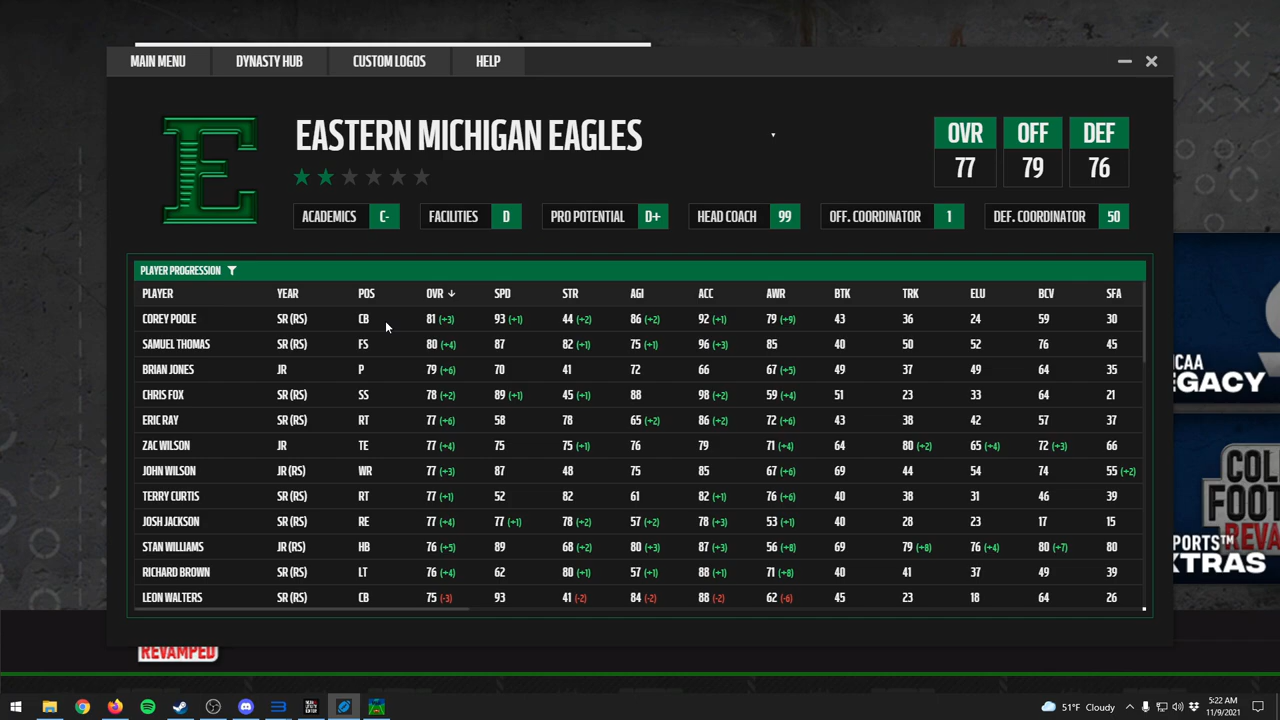 MAIN MENU DYNASTY HUB CUSTOM LOGOS HELP
E EASTERN MICHIGAN EAGLES
OVR OFF DEF
77 79 76
ACADEMICS C- FACILITIES D PRO POTENTIAL D+ HEAD COACH 99 OFF. COORDINATOR 1 DEF. COORDINATOR 50
PLAYER PROGRESSION
PLAYER YEAR POS OVR SPD STR AGI ACC AWR BTK TRK ELU BCV SFA
COREY POOLE SR (RS) CB 81 (+3) 93 (+1) 44 (+2) 86 (+2) 92 (+1) 79 (+9) 43 36 24 59 30
SAMUEL THOMAS SR (RS) FS 80 (+4) 87 82 (+1) 75 (+1) 96 (+3) 85 40 50 52 76 45
BRIAN JONES JR P 79 (+6) 70 41 72 66 67 (+5) 49 37 49 64 35
CHRIS FOX SR (RS) SS 78 (+2) 89 (+1) 45 (+1) 88 98 (+2) 59 (+4) 51 23 33 64 21
ERIC RAY SR (RS) RT 77 (+6) 58 78 65 (+2) 86 (+2) 72 (+6) 43 38 42 57 37
ZAC WILSON JR TE 77 (+4) 75 75 (+1) 76 79 71 (+4) 64 80 (+2) 65 (+4) 72 (+3) 66
JOHN WILSON JR (RS) WR 77 (+3) 87 48 75 85 67 (+6) 69 44 54 74 55 (+2)
TERRY CURTIS SR (RS) RT 77 (+1) 52 82 61 82 (+1) 76 (+6) 40 38 31 46 39
JOSH JACKSON SR (RS) RE 77 (+4) 77 (+1) 78 (+2) 57 (+2) 78 (+3) 53 (+1) 40 28 23 17 15
STAN WILLIAMS JR (RS) HB 76 (+5) 89 68 (+2) 80 (+3) 87 (+3) 56 (+8) 69 79 (+8) 76 (+4) 80 (+7) 80
RICHARD BROWN SR (RS) LT 76 (+4) 62 80 (+1) 57 (+1) 88 (+1) 71 (+8) 40 41 37 49 39
LEON WALTERS SR (RS) CB 75 (-3) 93 41 (-2) 84 (-2) 88 (-2) 62 (-6) 45 23 18 64 26
CAA
EGACY
COL
FOO
REVA
PORTS™
XTRAS
REVAMPED
51°F Cloudy
5:22 AM
11/9/2021